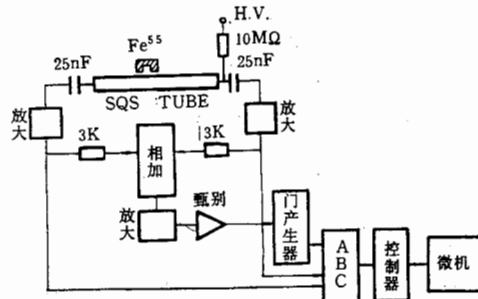 H.V.
Fe⁵⁵
10MΩ
25nF
25nF
SQS TUBE
放大
放大
3K
3K
相加
甄别
放大
门产生器
ABC
控制器
微机